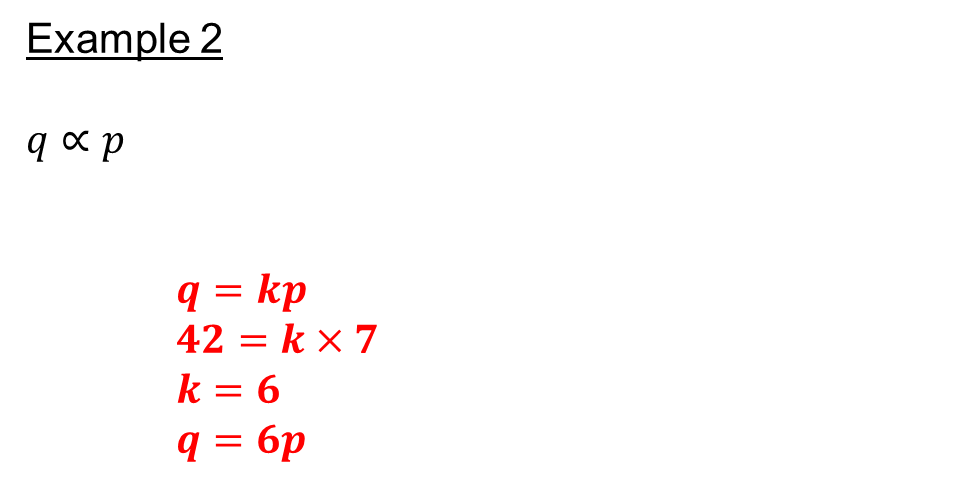 Example 2
q ∝ p
q = kp
42 = k × 7
k = 6
q = 6p